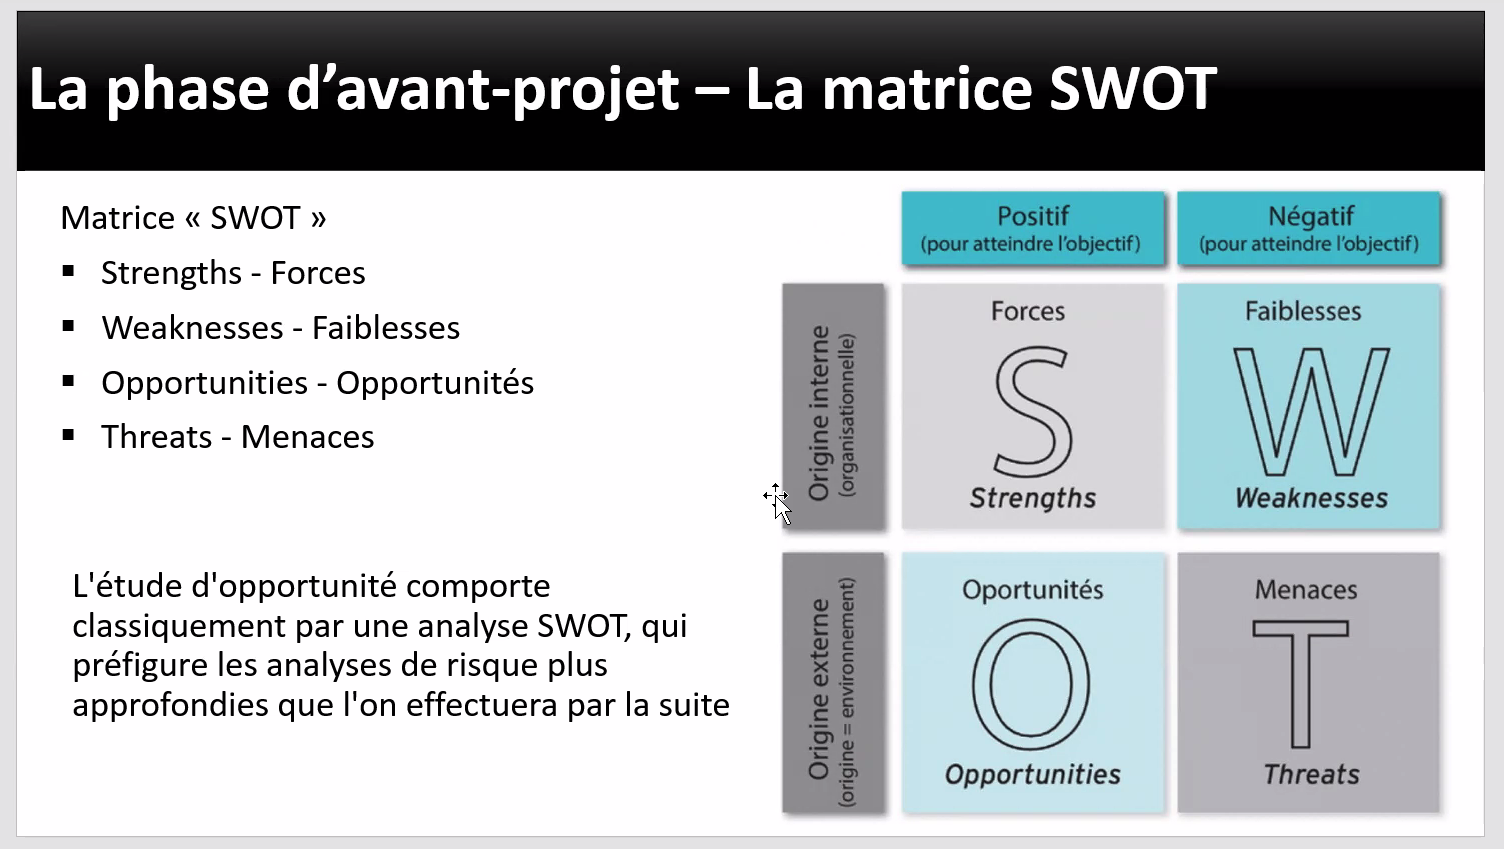 La phase d’avant-projet – La matrice SWOT
Matrice « SWOT »
▪ Strengths - Forces
▪ Weaknesses - Faiblesses
▪ Opportunities - Opportunités
▪ Threats - Menaces
L'étude d'opportunité comporte
classiquement par une analyse SWOT, qui
préfigure les analyses de risque plus
approfondies que l'on effectuera par la suite
Positif
(pour atteindre l’objectif)
Négatif
(pour atteindre l’objectif)
Origine interne
(organisationnelle)
Forces
S
Strengths
Faiblesses
W
Weaknesses
Origine externe
(origine = environnement)
Oportunités
O
Opportunities
Menaces
T
Threats